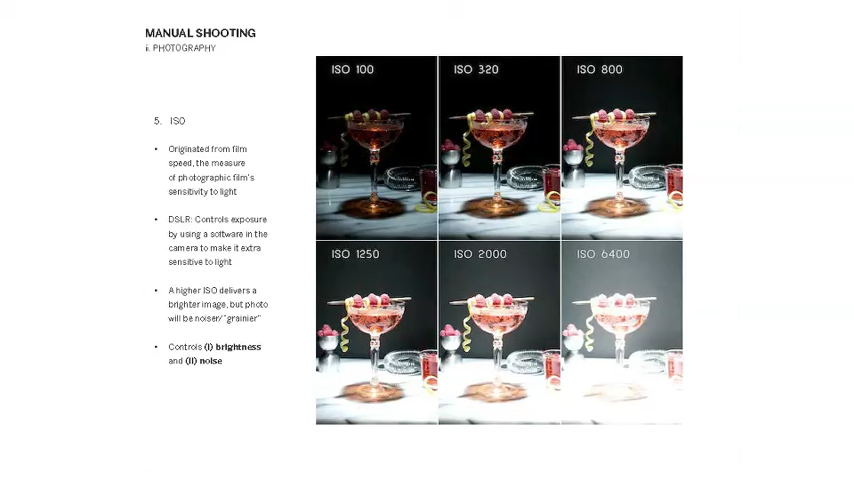 MANUAL SHOOTING
ii. PHOTOGRAPHY
5. ISO
• Originated from film
speed, the measure
of photographic film's
sensitivity to light
• DSLR: Controls exposure
by using a software in the
camera to make it extra
sensitive to light
• A higher ISO delivers a
brighter image, but photo
will be noiser/"grainier"
• Controls (i) brightness
and (ii) noise
ISO 100
ISO 320
ISO 800
ISO 1250
ISO 2000
ISO 6400